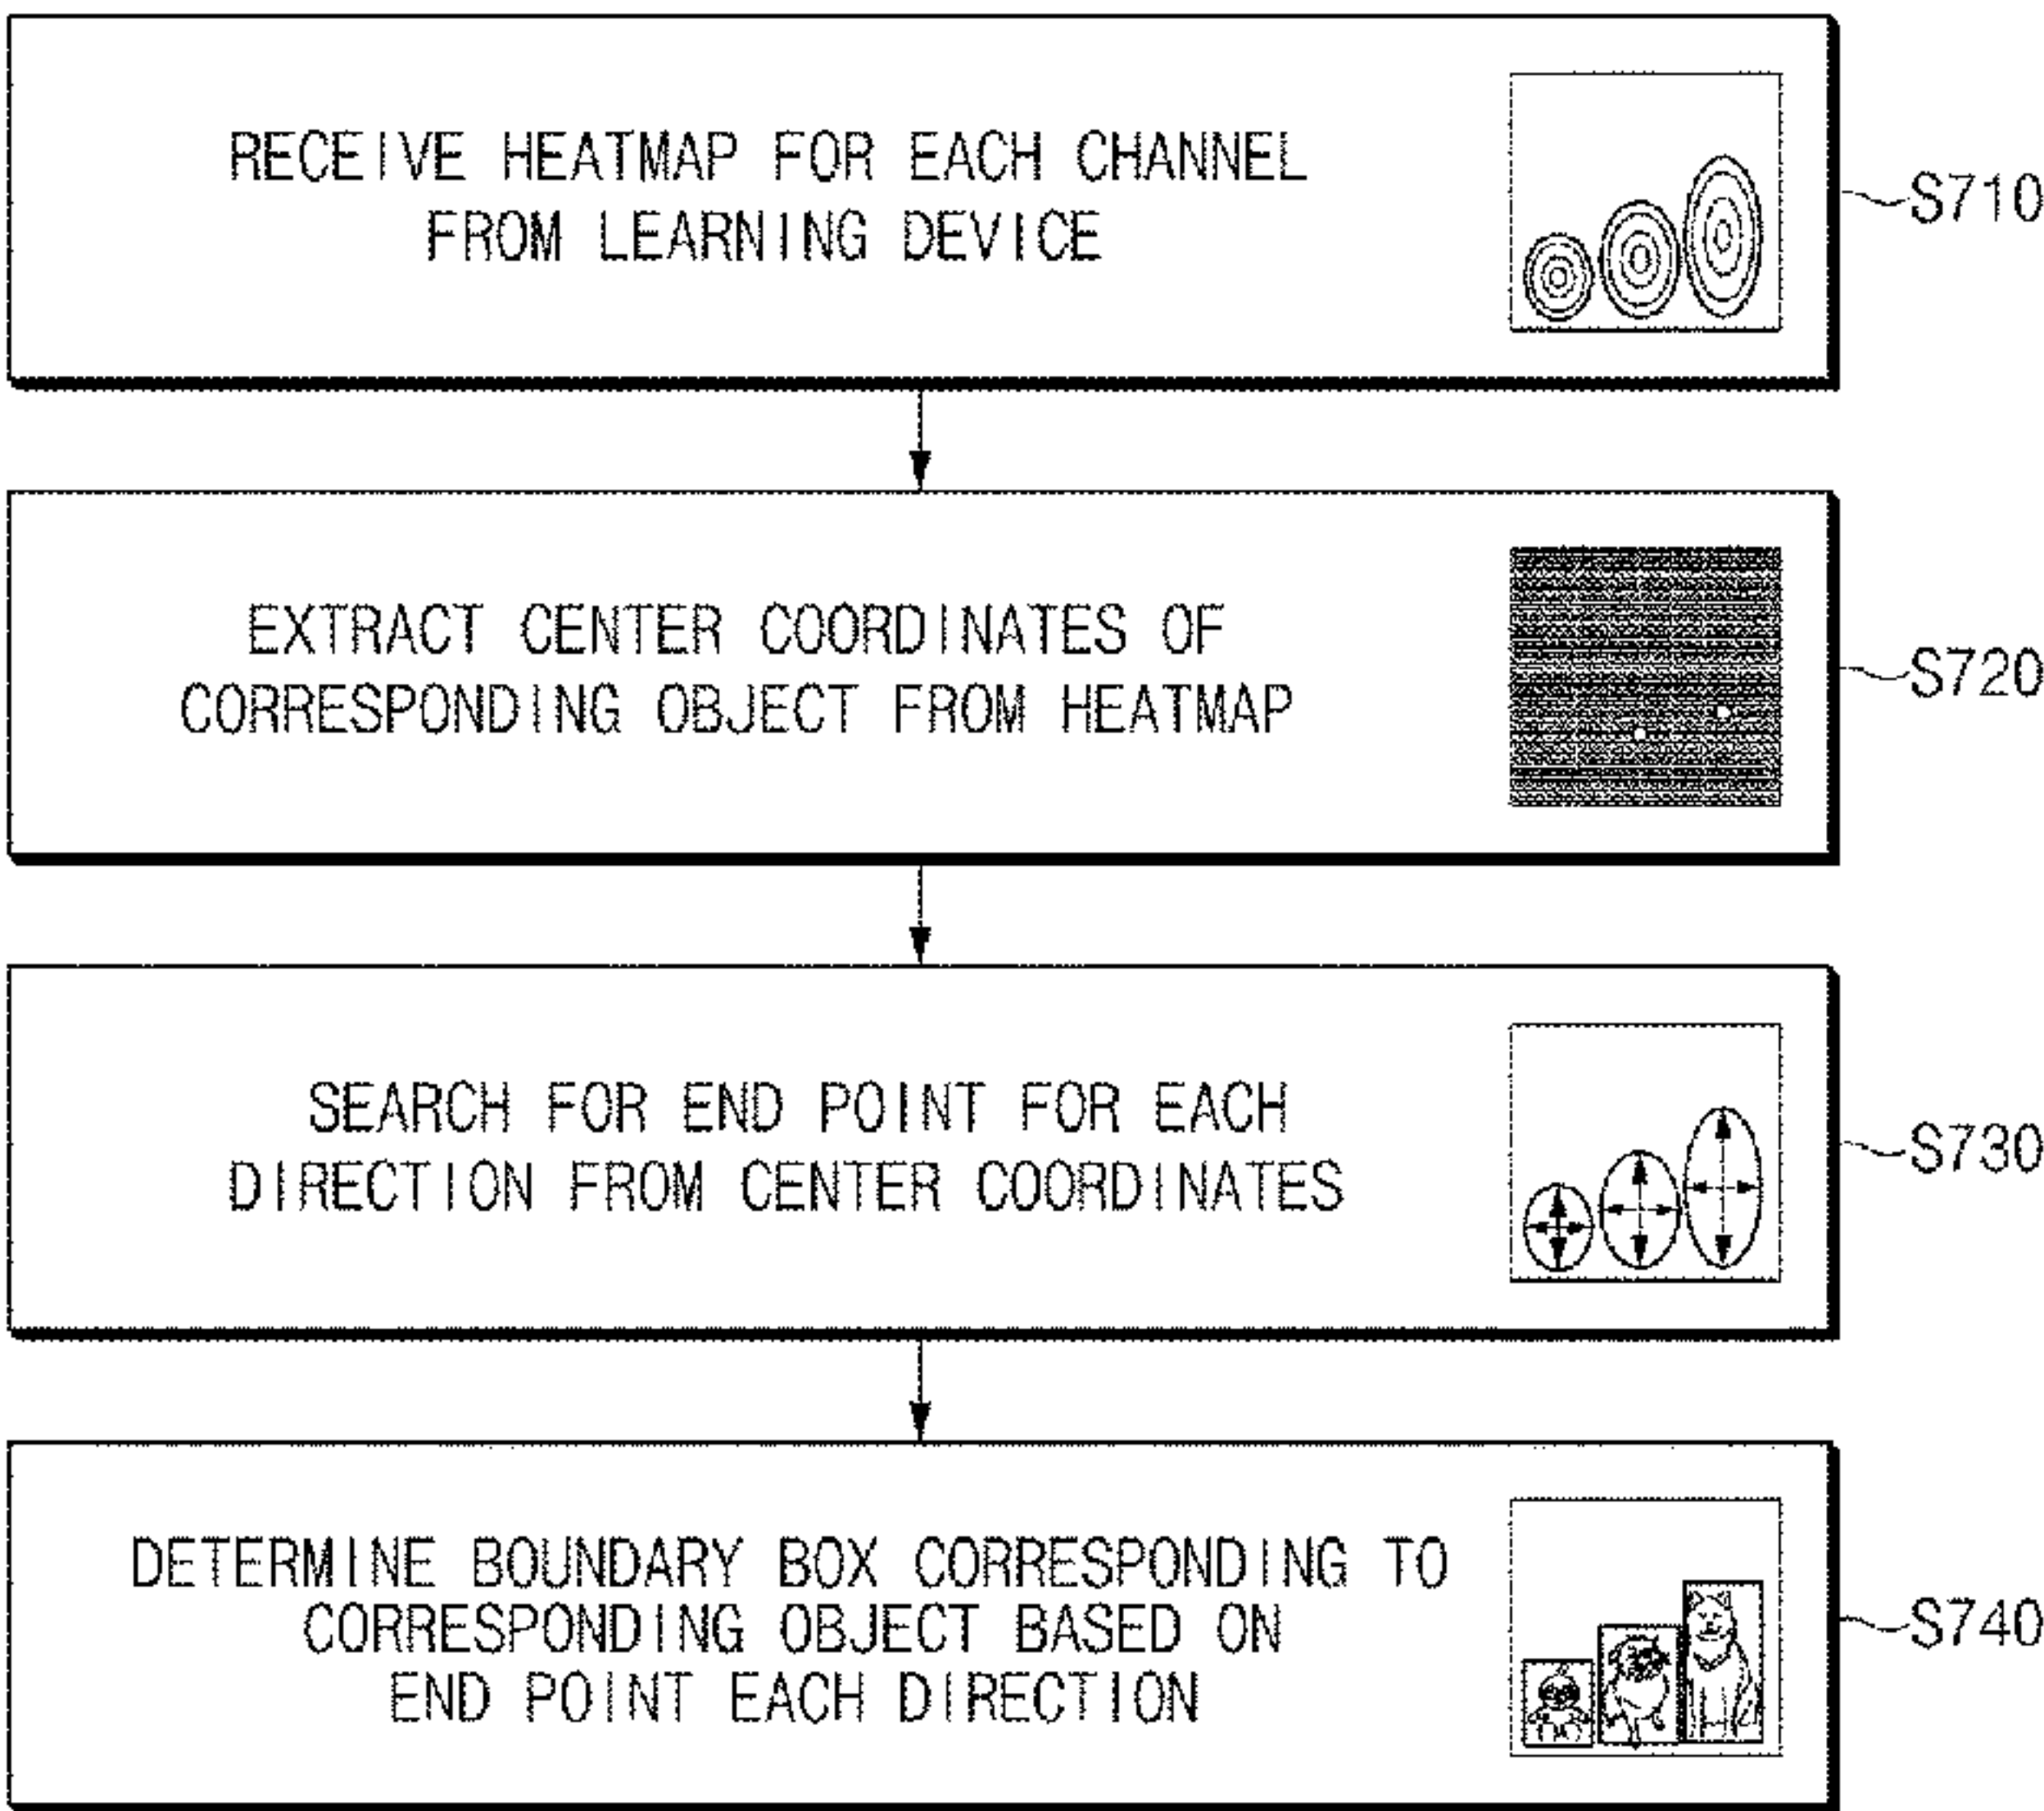 RECEIVE HEATMAP FOR EACH CHANNEL
FROM LEARNING DEVICE
S710
EXTRACT CENTER COORDINATES OF
CORRESPONDING OBJECT FROM HEATMAP
S720
SEARCH FOR END POINT FOR EACH
DIRECTION FROM CENTER COORDINATES
S730
DETERMINE BOUNDARY BOX CORRESPONDING TO
CORRESPONDING OBJECT BASED ON
END POINT EACH DIRECTION
S740